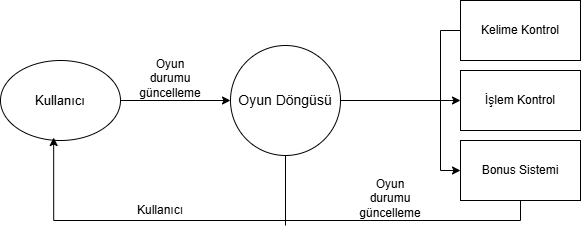 Kelime Kontrol
Oyun
durumu
güncelleme
Kullanıcı
Oyun Döngüsü
İşlem Kontrol
Bonus Sistemi
Oyun
durumu
güncelleme
Kullanıcı